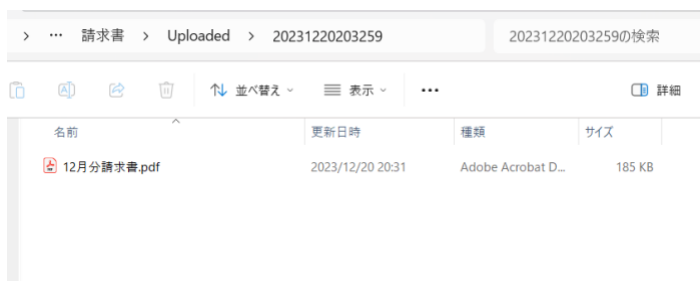 > … 請求書 > Uploaded > 20231220203259 20231220203259の検索
A 並べ替え 表示 … 詳細
名前 更新日時 種類 サイズ
12月分請求書.pdf 2023/12/20 20:31 Adobe Acrobat D... 185 KB